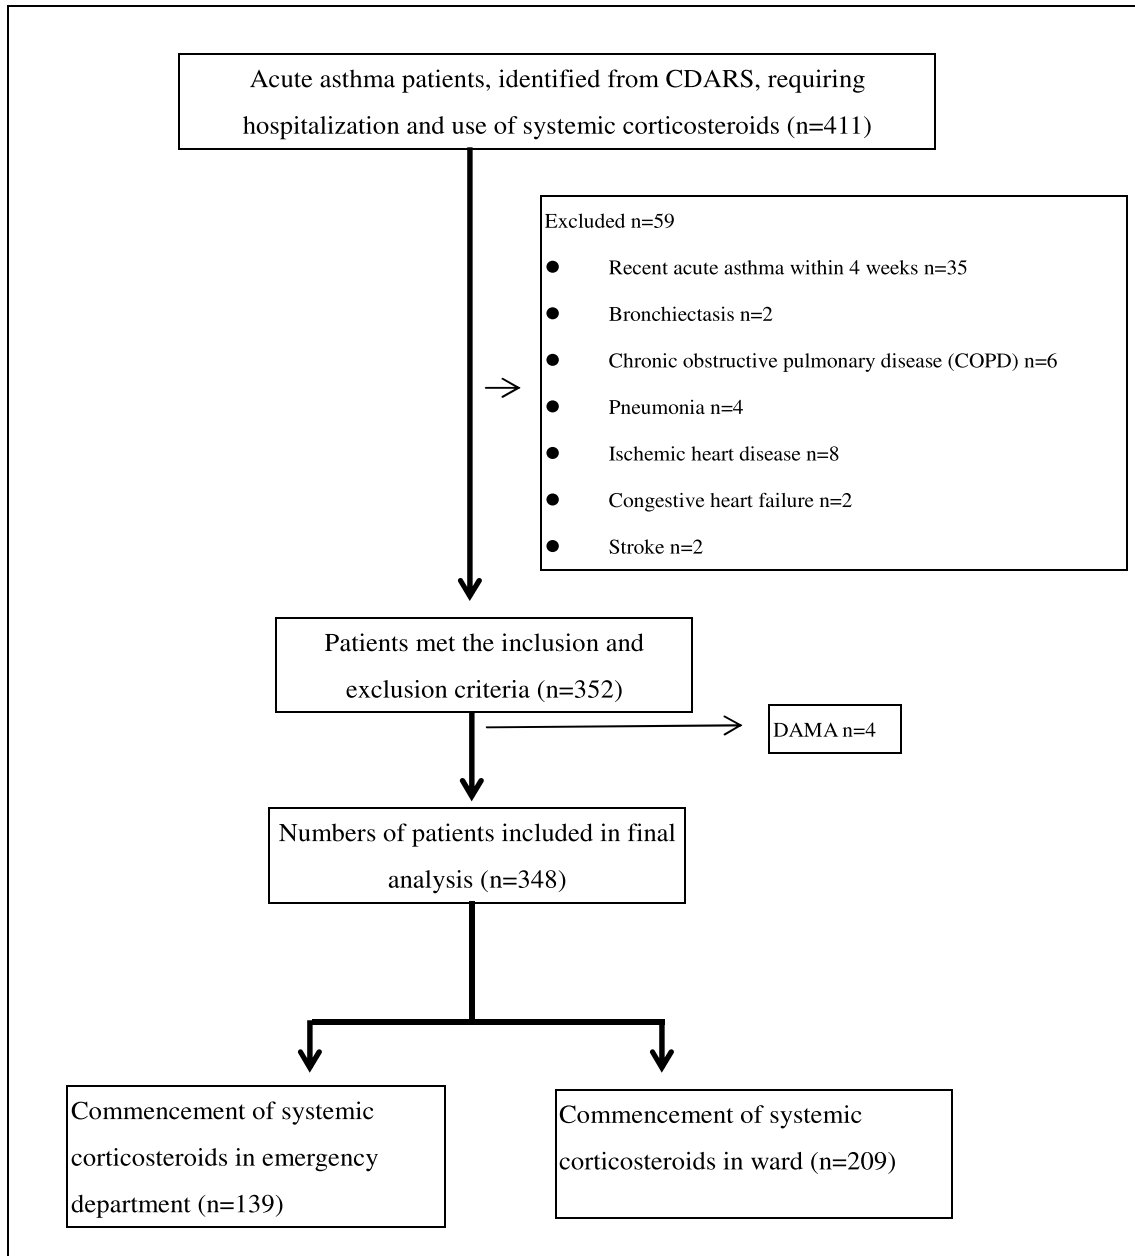 Acute asthma patients, identified from CDARS, requiring
hospitalization and use of systemic corticosteroids (n=411)
Excluded n=59
● Recent acute asthma within 4 weeks n=35
● Bronchiectasis n=2
● Chronic obstructive pulmonary disease (COPD) n=6
● Pneumonia n=4
● Ischemic heart disease n=8
● Congestive heart failure n=2
● Stroke n=2
Patients met the inclusion and
exclusion criteria (n=352)
DAMA n=4
Numbers of patients included in final
analysis (n=348)
Commencement of systemic
corticosteroids in emergency
department (n=139)
Commencement of systemic
corticosteroids in ward (n=209)